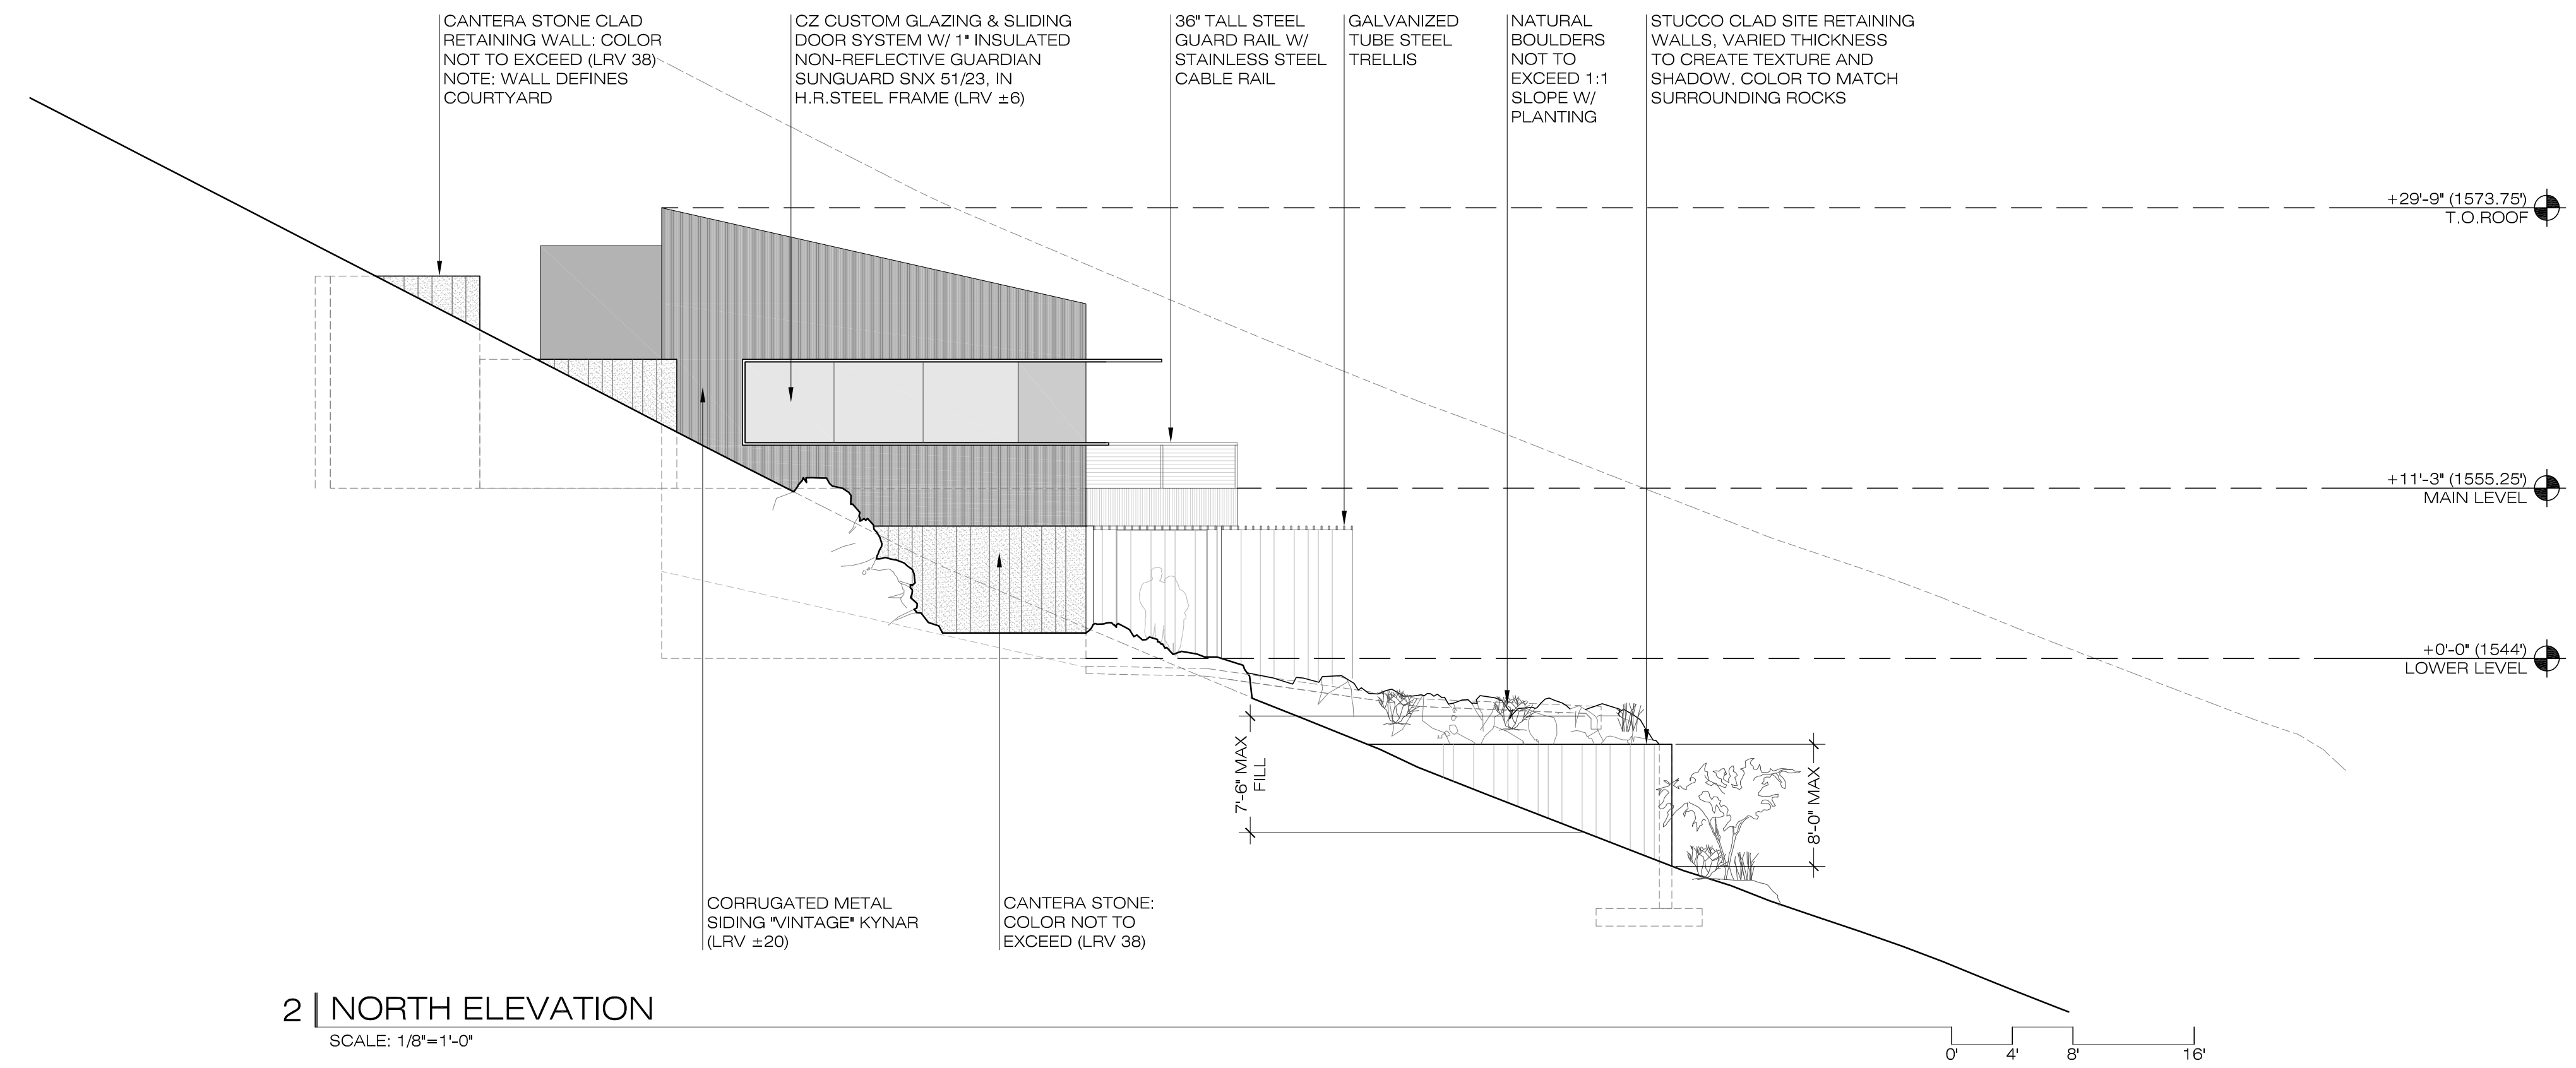 CANTERA STONE CLAD
RETAINING WALL: COLOR
NOT TO EXCEED (LRV 38)
NOTE: WALL DEFINES
COURTYARD
CZ CUSTOM GLAZING & SLIDING
DOOR SYSTEM W/ 1" INSULATED
NON-REFLECTIVE GUARDIAN
SUNGUARD SNX 51/23, IN
H.R.STEEL FRAME (LRV ±6)
36" TALL STEEL
GUARD RAIL W/
STAINLESS STEEL
CABLE RAIL
GALVANIZED
TUBE STEEL
TRELLIS
NATURAL
BOULDERS
NOT TO
EXCEED 1:1
SLOPE W/
PLANTING
STUCCO CLAD SITE RETAINING
WALLS, VARIED THICKNESS
TO CREATE TEXTURE AND
SHADOW. COLOR TO MATCH
SURROUNDING ROCKS
+29'-9" (1573.75')
T.O.ROOF
+11'-3" (1555.25')
MAIN LEVEL
+0'-0" (1544')
LOWER LEVEL
7'-6" MAX
FILL
8'-0" MAX
CORRUGATED METAL
SIDING "VINTAGE" KYNAR
(LRV ±20)
CANTERA STONE:
COLOR NOT TO
EXCEED (LRV 38)
2 NORTH ELEVATION
SCALE: 1/8"=1'-0"
0' 4' 8' 16'